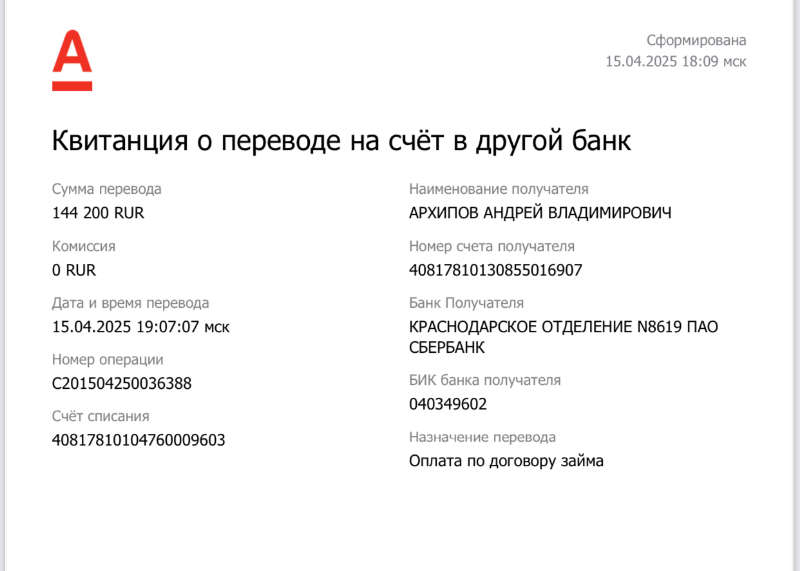 Сформирована
15.04.2025 18:09 мск
Квитанция о переводе на счёт в другой банк
Сумма перевода
144 200 RUR
Комиссия
0 RUR
Дата и время перевода
15.04.2025 19:07:07 мск
Номер операции
C201504250036388
Счёт списания
40817810104760009603
Наименование получателя
АРХИПОВ АНДРЕЙ ВЛАДИМИРОВИЧ
Номер счета получателя
40817810130855016907
Банк Получателя
КРАСНОДАРСКОЕ ОТДЕЛЕНИЕ N8619 ПАО
СБЕРБАНК
БИК банка получателя
040349602
Назначение перевода
Оплата по договору займа